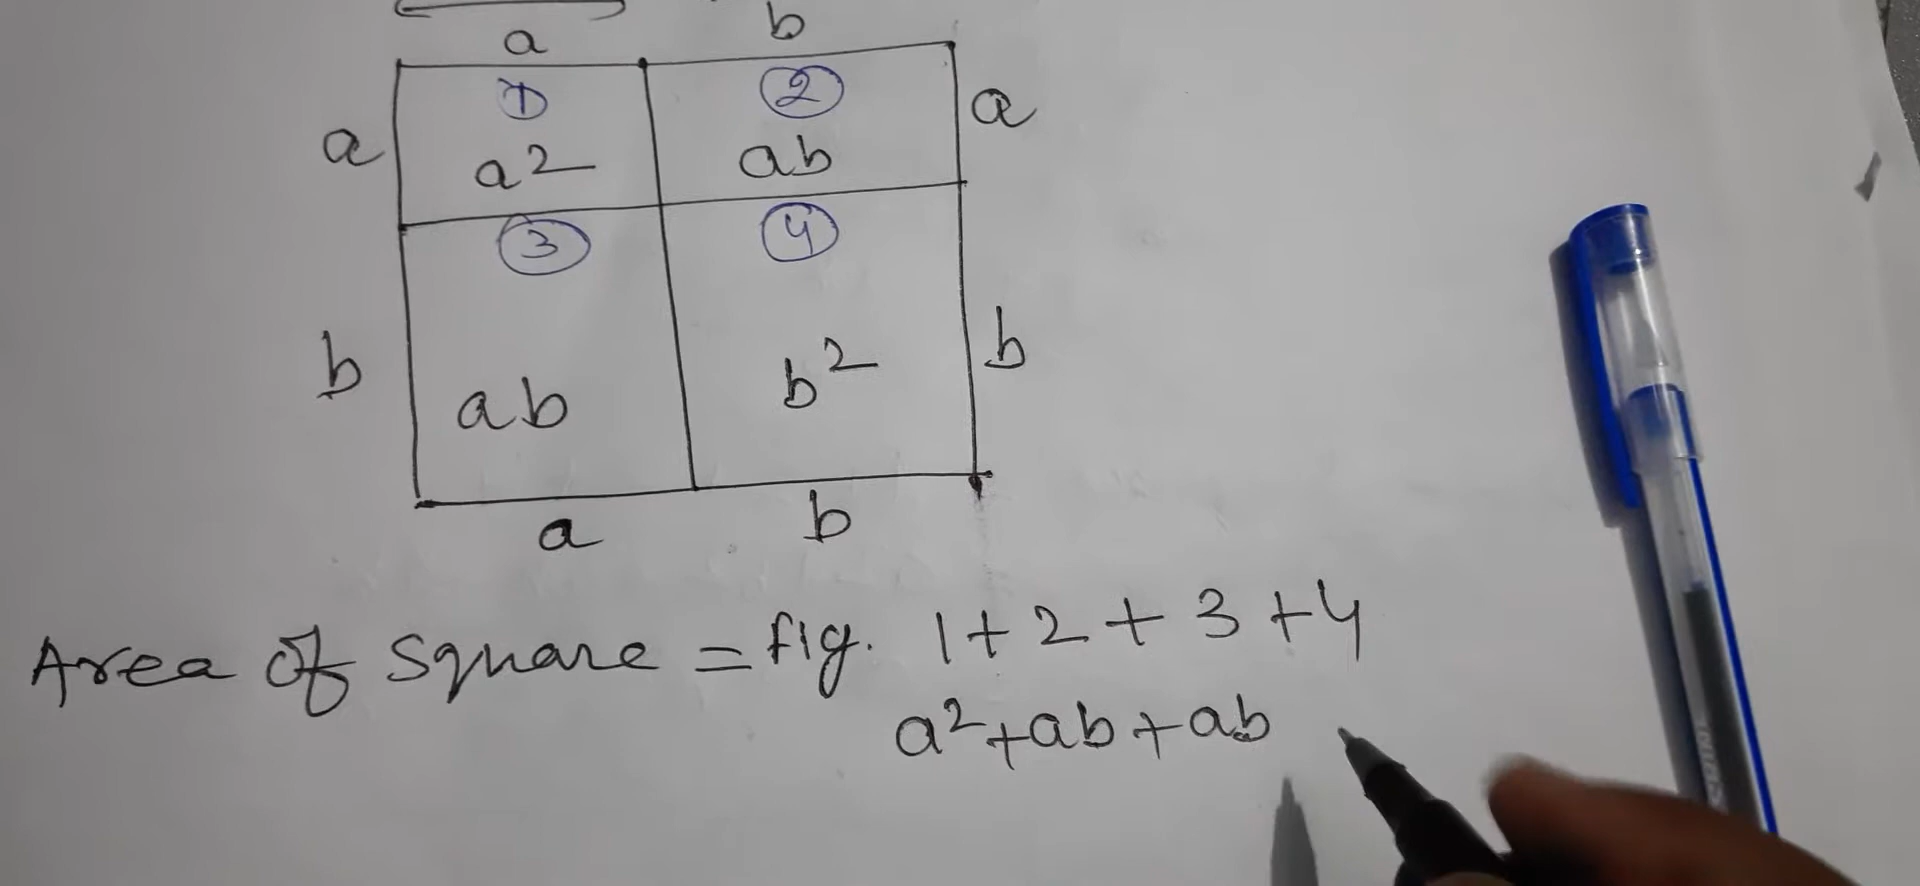 a b
① ②
a a² ab a
③ ④
b ab b² b
a b
Area of Square = fig. 1+2+3+4
a²+ab+ab